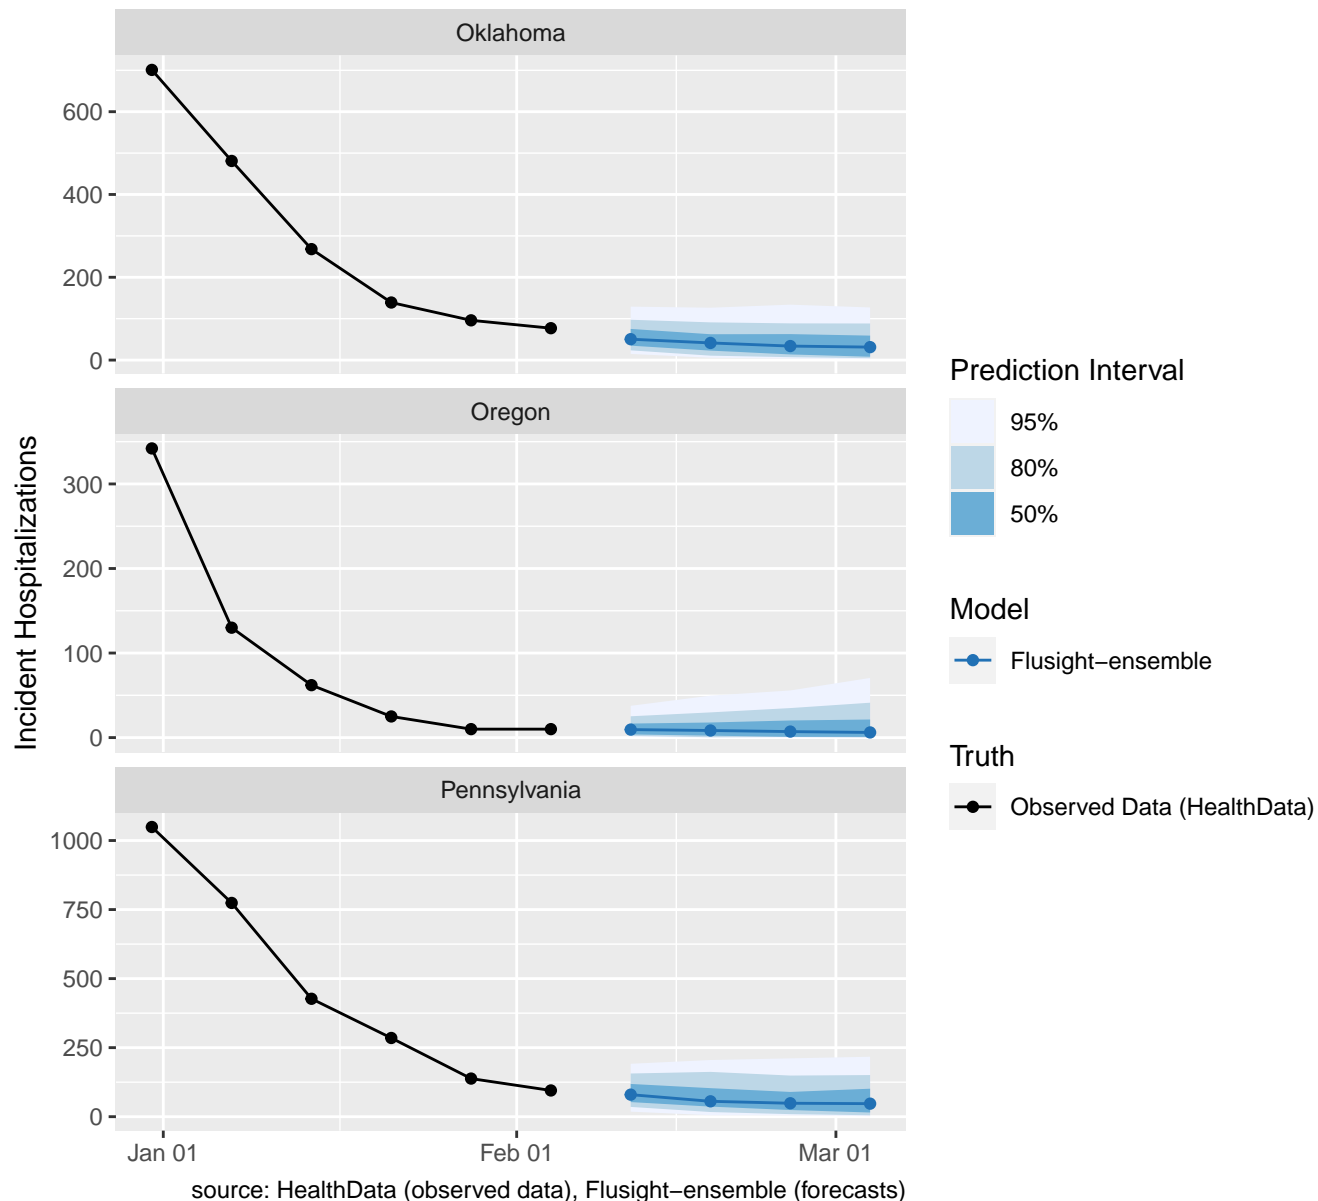 Oklahoma
600
400
200
0
Oregon
300
200
100
0
Pennsylvania
1000
750
500
250
0
Jan 01
Feb 01
Mar 01
Incident Hospitalizations
source: HealthData (observed data), Flusight−ensemble (forecasts)
Prediction Interval
95%
80%
50%
Model
Flusight−ensemble
Truth
Observed Data (HealthData)